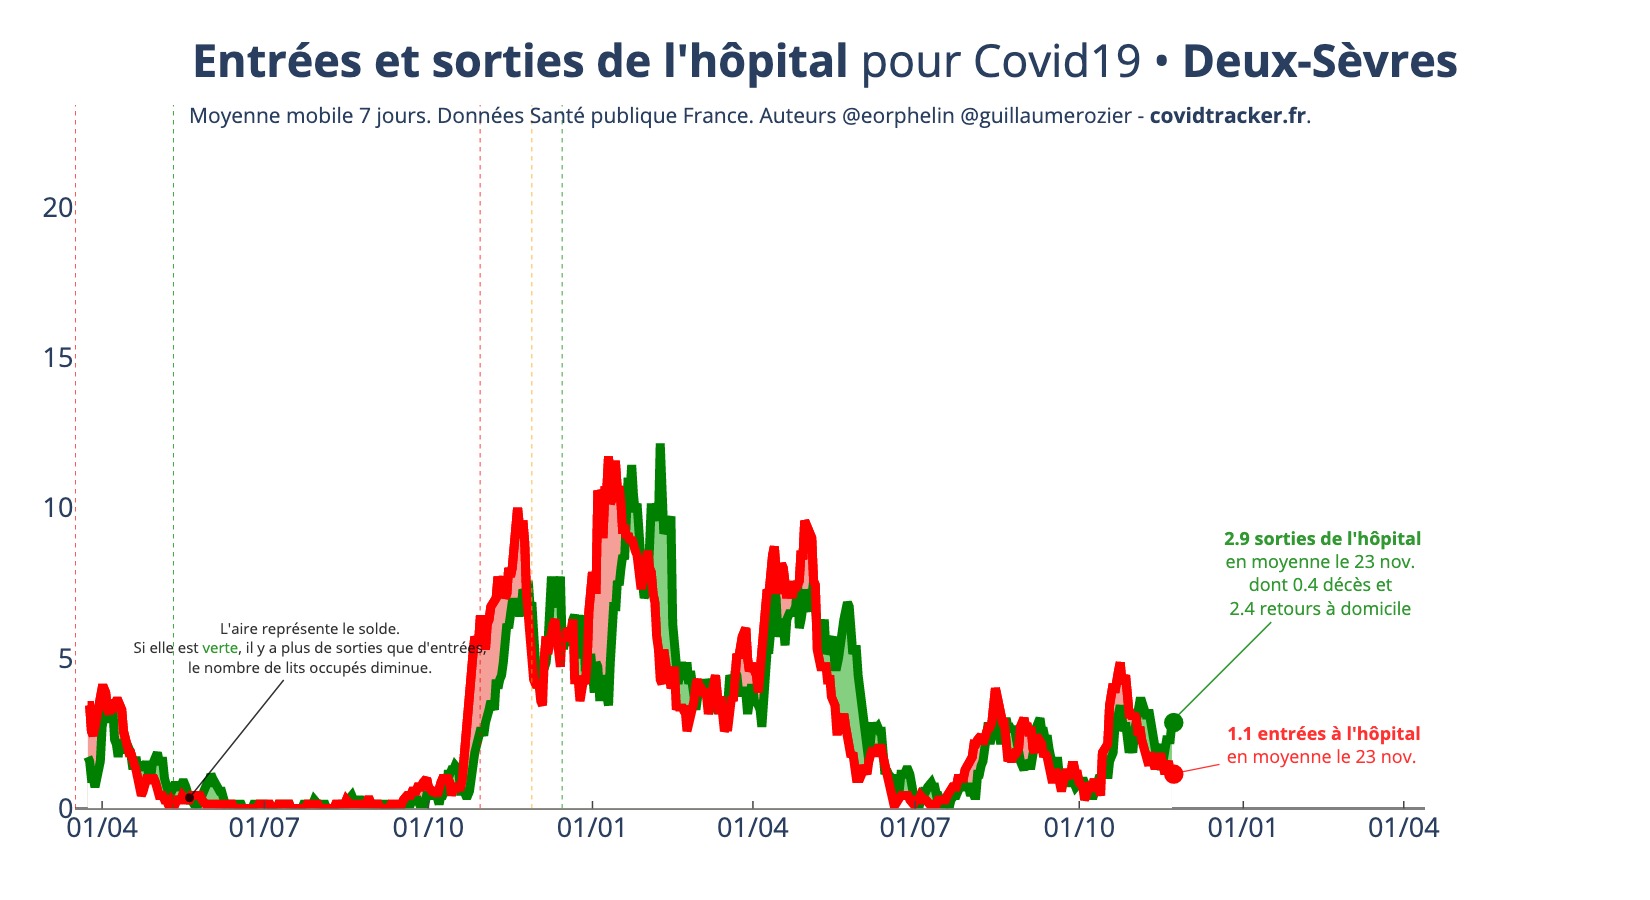 Entrées et sorties de l'hôpital pour Covid19 • Deux-Sèvres
Moyenne mobile 7 jours. Données Santé publique France. Auteurs @eorphelin @guillaumerozier - covidtracker.fr.
20
15
10
5
0
L'aire représente le solde.
Si elle est verte, il y a plus de sorties que d'entrées,
le nombre de lits occupés diminue.
2.9 sorties de l'hôpital
en moyenne le 23 nov.
dont 0.4 décès et
2.4 retours à domicile
1.1 entrées à l'hôpital
en moyenne le 23 nov.
01/04 01/07 01/10 01/01 01/04 01/07 01/10 01/01 01/04